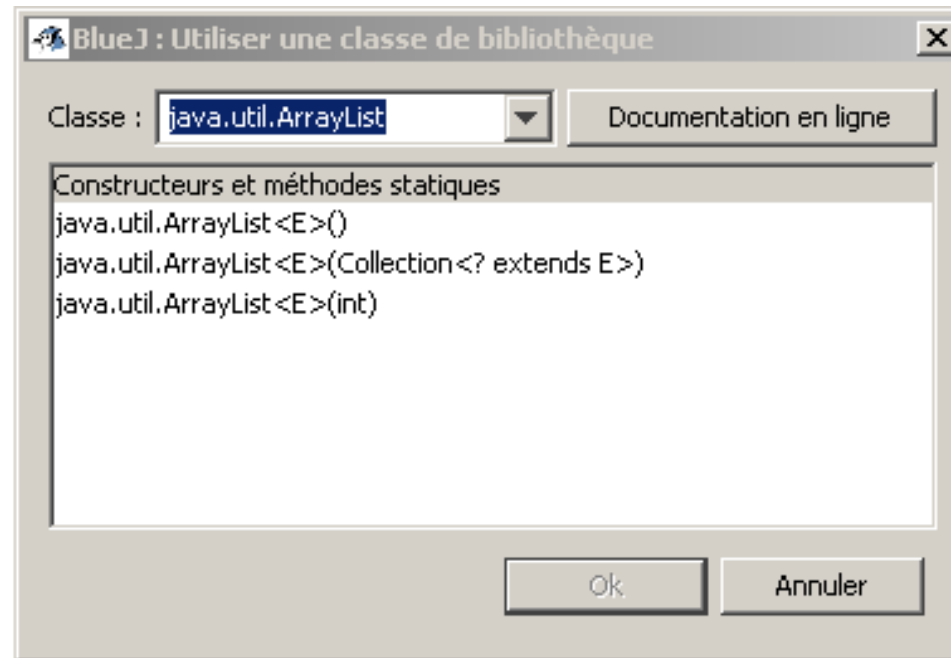 BlueJ : Utiliser une classe de bibliothèque
Classe : java.util.ArrayList Documentation en ligne
Constructeurs et méthodes statiques
java.util.ArrayList<E>()
java.util.ArrayList<E>(Collection<? extends E>)
java.util.ArrayList<E>(int)
Ok Annuler